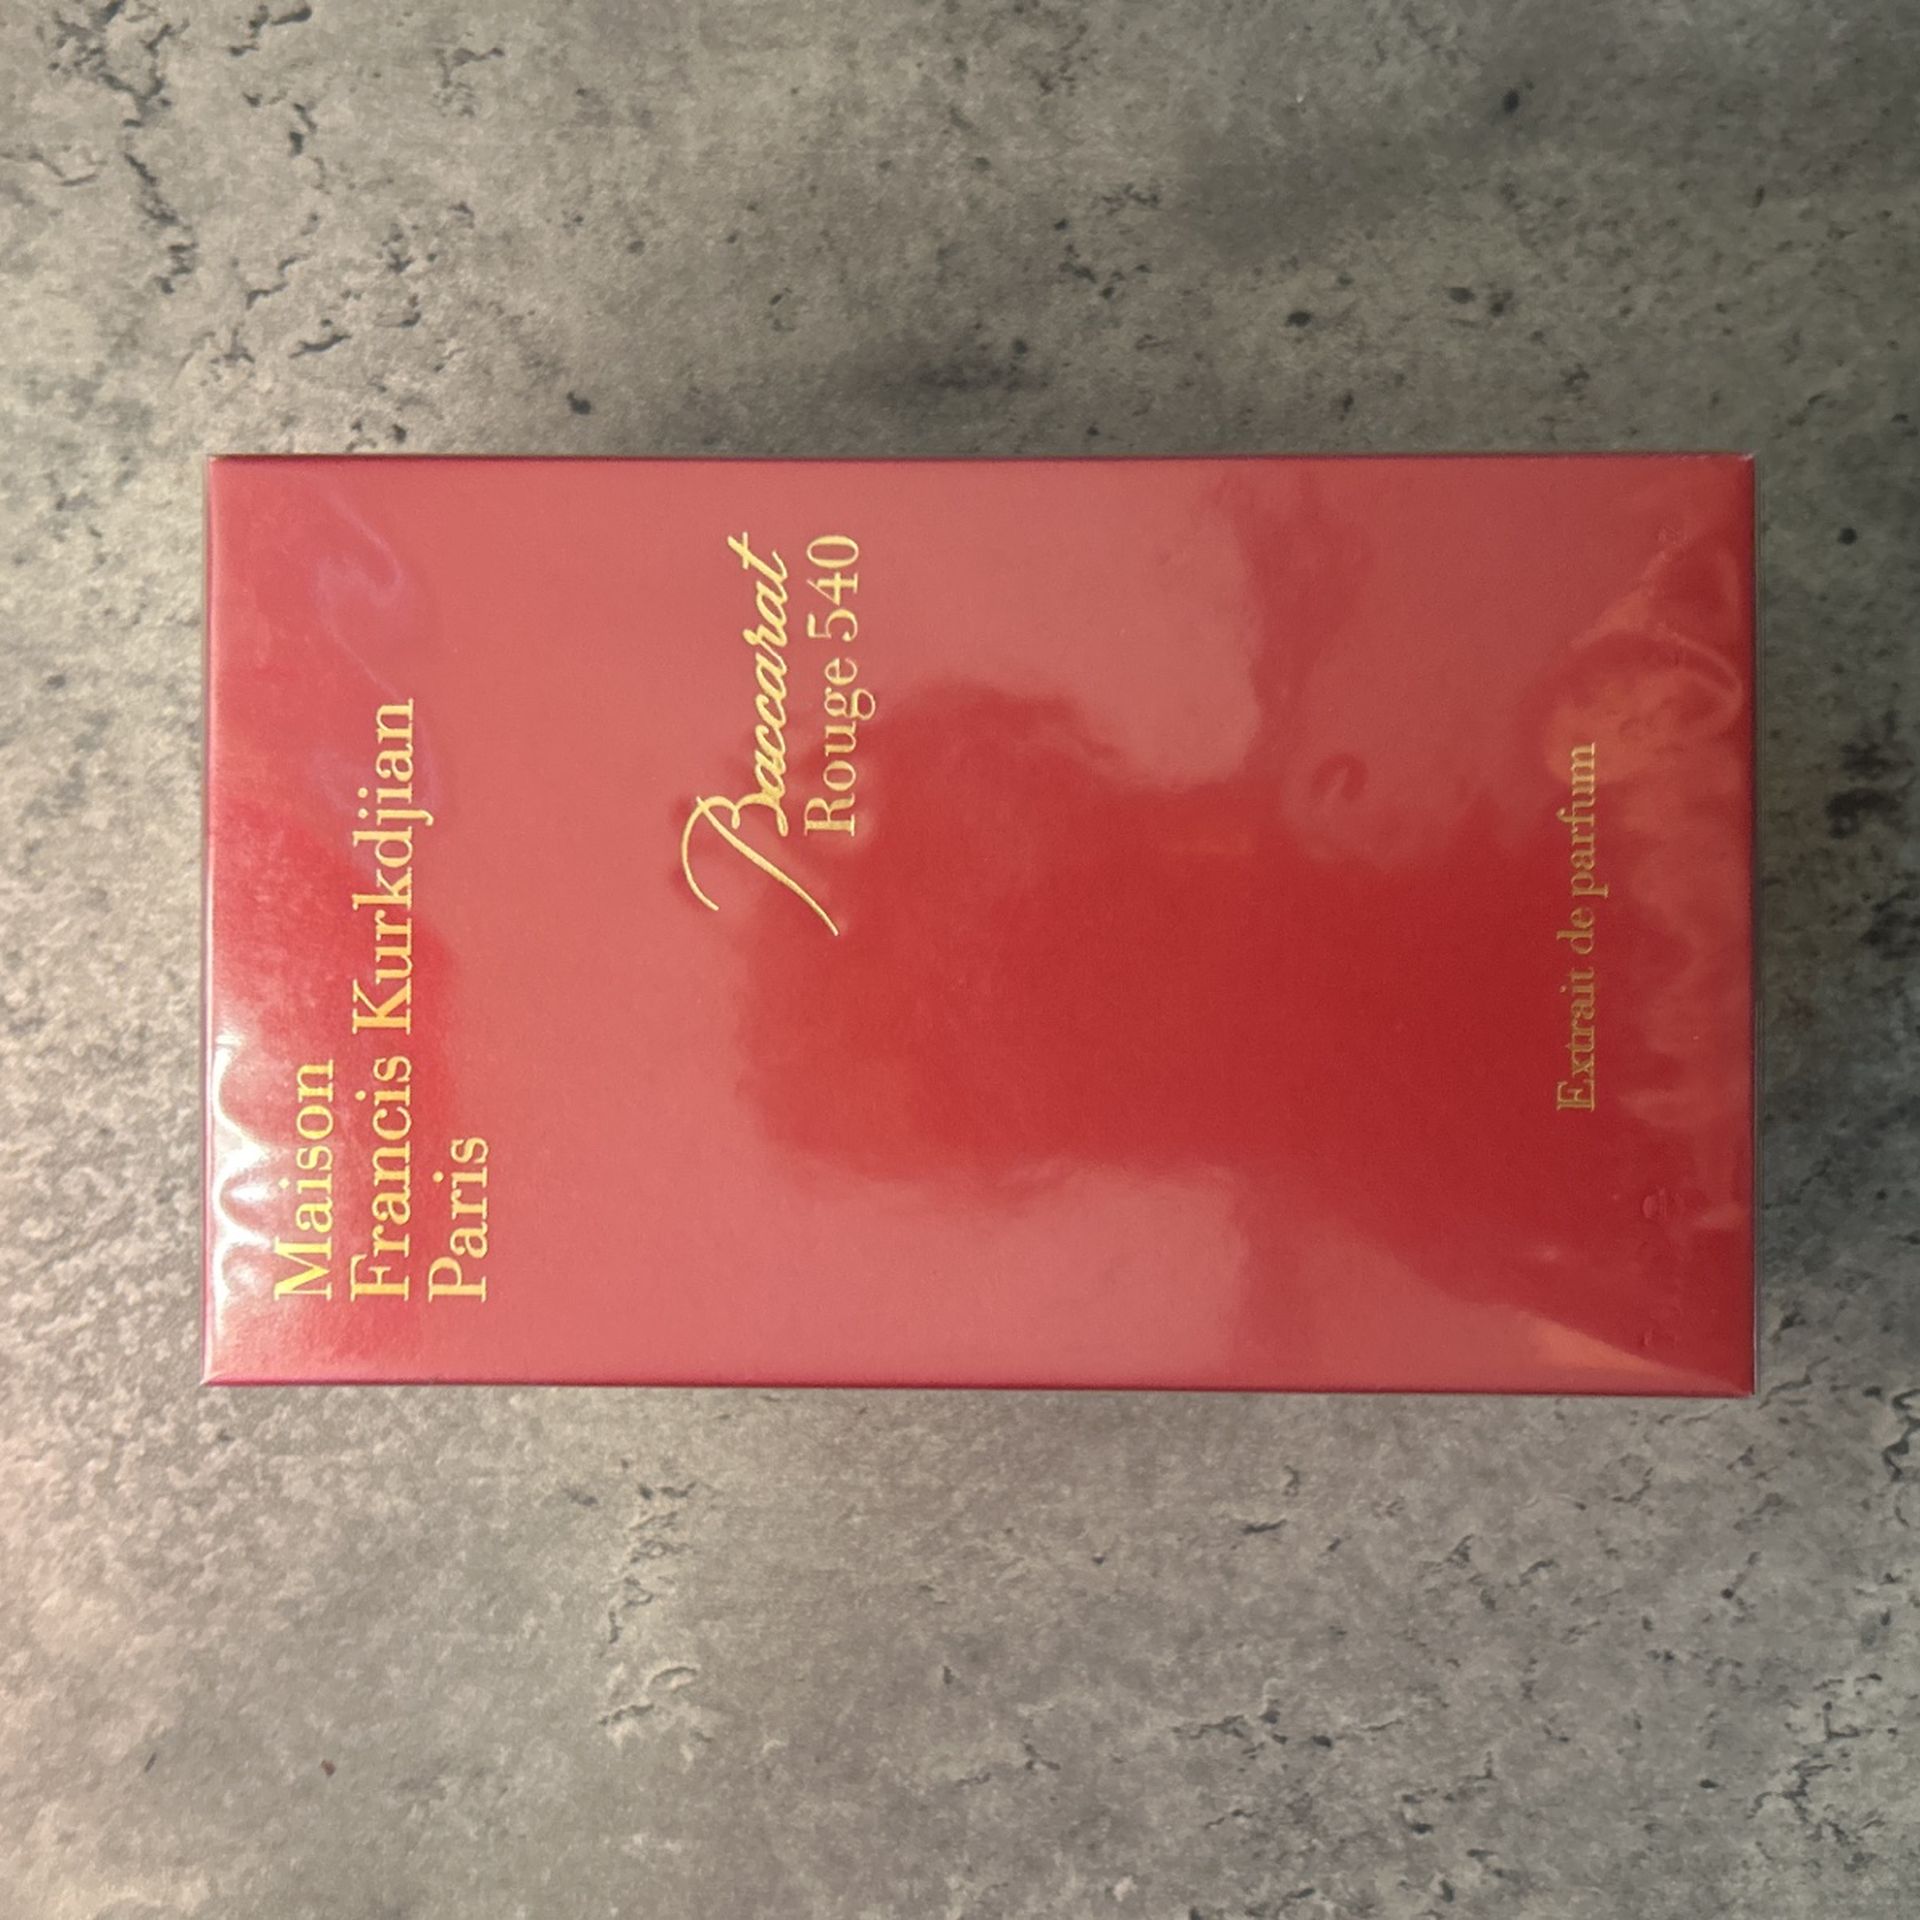 Maison
Francis Kurkdjian
Paris
Baccarat
Rouge 540
Extrait de parfum